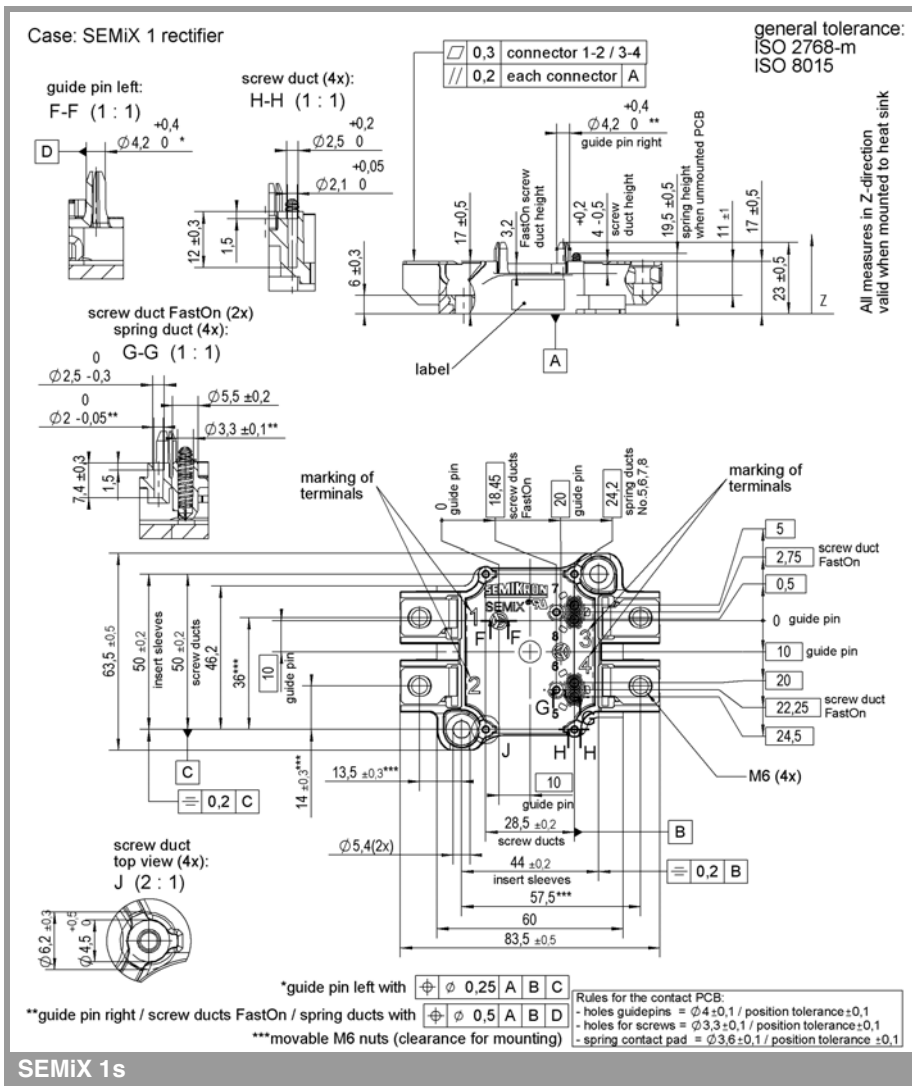 Case: SEMiX 1 rectifier
general tolerance:
ISO 2768-m
ISO 8015
⏥ 0,3 connector 1-2 / 3-4
// 0,2 each connector A
guide pin left:
F-F (1 : 1)
screw duct (4x):
H-H (1 : 1)
D
+0,4
Ø4,2 0 *
+0,2
Ø2,5 0
+0,05
Ø2,1 0
12 ±0,3
1,5
+0,4
Ø4,2 0 **
guide pin right
6 ±0,3
17 ±0,5
3,2
FastOn screw
duct height
+0,2
4 -0,5
screw
duct height
19,5 ±0,5
spring height
when unmounted PCB
11 ±1
17 ±0,5
23 ±0,5
Z
All measures in Z-direction
valid when mounted to heat sink
label
A
screw duct FastOn (2x)
spring duct (4x):
G-G (1 : 1)
0
Ø2,5 -0,3
0
Ø2 -0,05**
Ø5,5 ±0,2
Ø3,3 ±0,1**
7,4 ±0,3
1,5
marking of
terminals
0
guide pin
18,45
screw ducts
FastOn
20
guide pin
24,2
spring ducts
No.5,6,7,8
marking of
terminals
5
2,75 screw duct
FastOn
0,5
0 guide pin
10 guide pin
20
22,25 screw duct
FastOn
24,5
M6 (4x)
63,5 ±0,5
50 ±0,2
insert sleeves
50 ±0,2
screw ducts
46,2
36***
10
guide pin
SEMIKRON
SEMiX
1
2
3
4
5
6
7
8
F F
G
H H
J
C
⌯ 0,2 C
14 ±0,3***
13,5 ±0,3***
10
guide pin
28,5 ±0,2
screw ducts
B
Ø5,4(2x)
44 ±0,2
insert sleeves
⌯ 0,2 B
57,5***
60
83,5 ±0,5
screw duct
top view (4x):
J (2 : 1)
Ø6,2 ±0,3
+0,5
Ø4,5 0
*guide pin left with ⌖ Ø 0,25 A B C
**guide pin right / screw ducts FastOn / spring ducts with ⌖ Ø 0,5 A B D
***movable M6 nuts (clearance for mounting)
Rules for the contact PCB:
- holes guidepins = Ø4±0,1 / position tolerance±0,1
- holes for screws = Ø3,3±0,1 / position tolerance±0,1
- spring contact pad = Ø3,6±0,1 / position tolerance ±0,1
SEMiX 1s